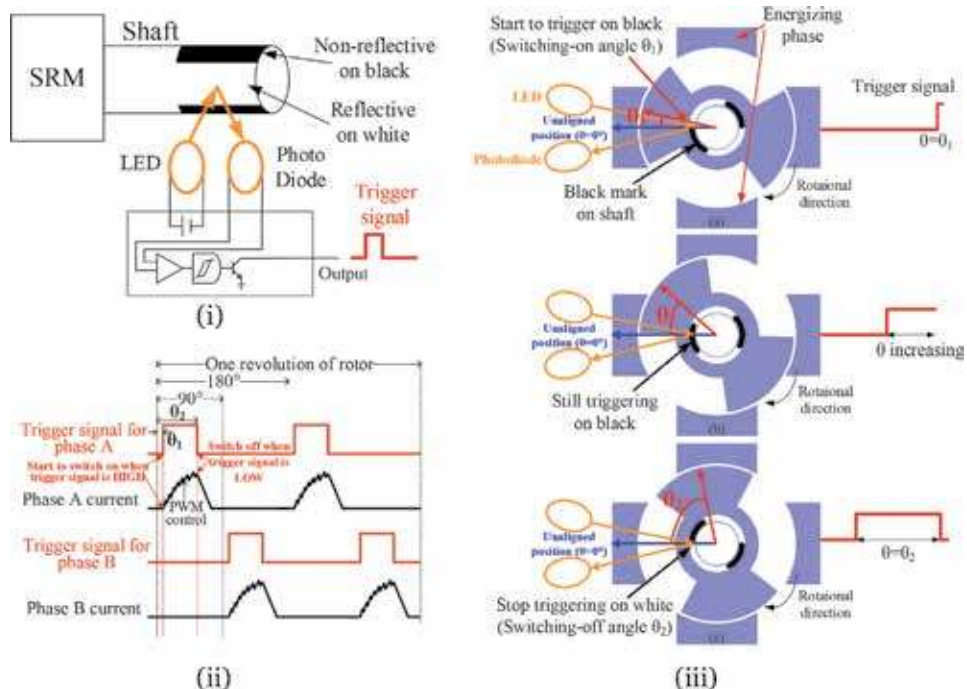 Shaft
SRM
Non-reflective
on black
Reflective
on white
LED
Photo
Diode
Trigger
signal
Output
(i)
One revolution of rotor
180°
90°
θ₂
Trigger signal for
phase A
θ₁
Switch off when
trigger signal is
LOW
Start to switch on when
trigger signal is HIGH
Phase A current
PWM
control
Trigger signal for
phase B
Phase B current
(ii)
Start to trigger on black
(Switching-on angle θ₁)
Energizing
phase
LED
Unaligned
position (θ=0°)
Photodiode
Trigger signal
θ=θ₁
Black mark
on shaft
Rotaional
direction
(a)
Unaligned
position (θ=0°)
θ
θ increasing
Still triggering
on black
Rotaional
direction
(b)
Unaligned
position (θ=0°)
θ₂
θ=θ₂
Stop triggering on white
(Switching-off angle θ₂)
Rotaional
direction
(c)
(iii)